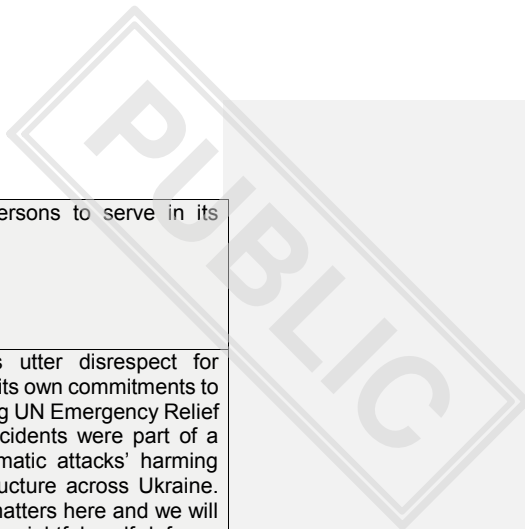 PUBLIC
ersons to serve in its
utter disrespect for
its own commitments to
UN Emergency Relief
cidents were part of a
matic attacks’ harming
ucture across Ukraine.
natters here and we will